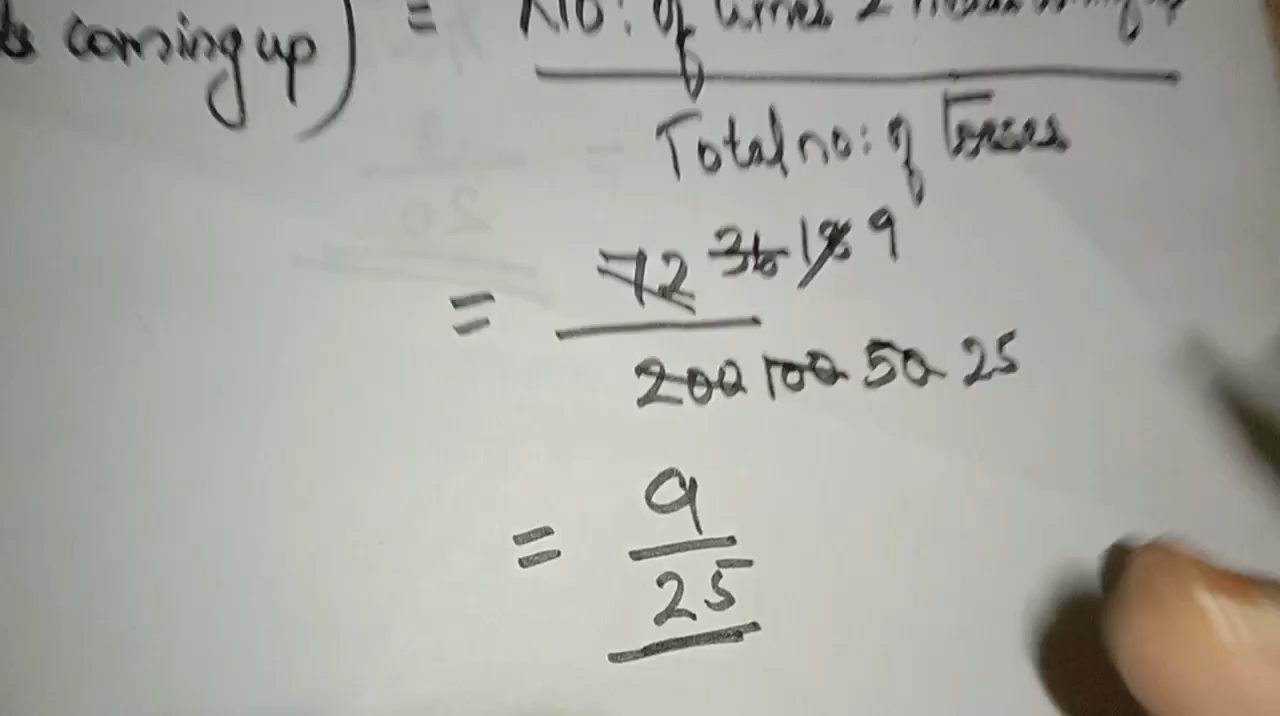 coming up) = No: of times 2 heads coming up
Total no: of Tosses
= 72 36 18 9
200 100 50 25
= 9
25